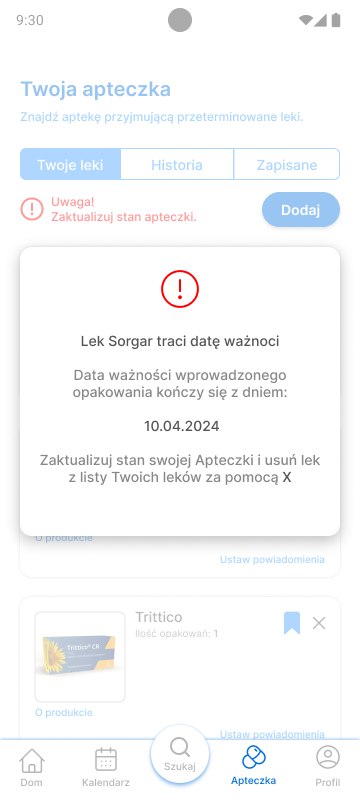 9:30
Twoja apteczka
Znajdź aptekę przyjmującą przeterminowane leki.
Twoje leki
Historia
Zapisane
Uwaga!
Zaktualizuj stan apteczki.
Dodaj
Lek Sorgar traci datę ważnoci
Data ważności wprowadzonego
opakowania kończy się z dniem:
10.04.2024
Zaktualizuj stan swojej Apteczki i usuń lek
z listy Twoich leków za pomocą X
O produkcie
Ustaw powiadomienia
Trittico
Ilość opakowań: 1
Trittico® CR
O produkcie
Ustaw powiadomienia
Dom
Kalendarz
Szukaj
Apteczka
Profil